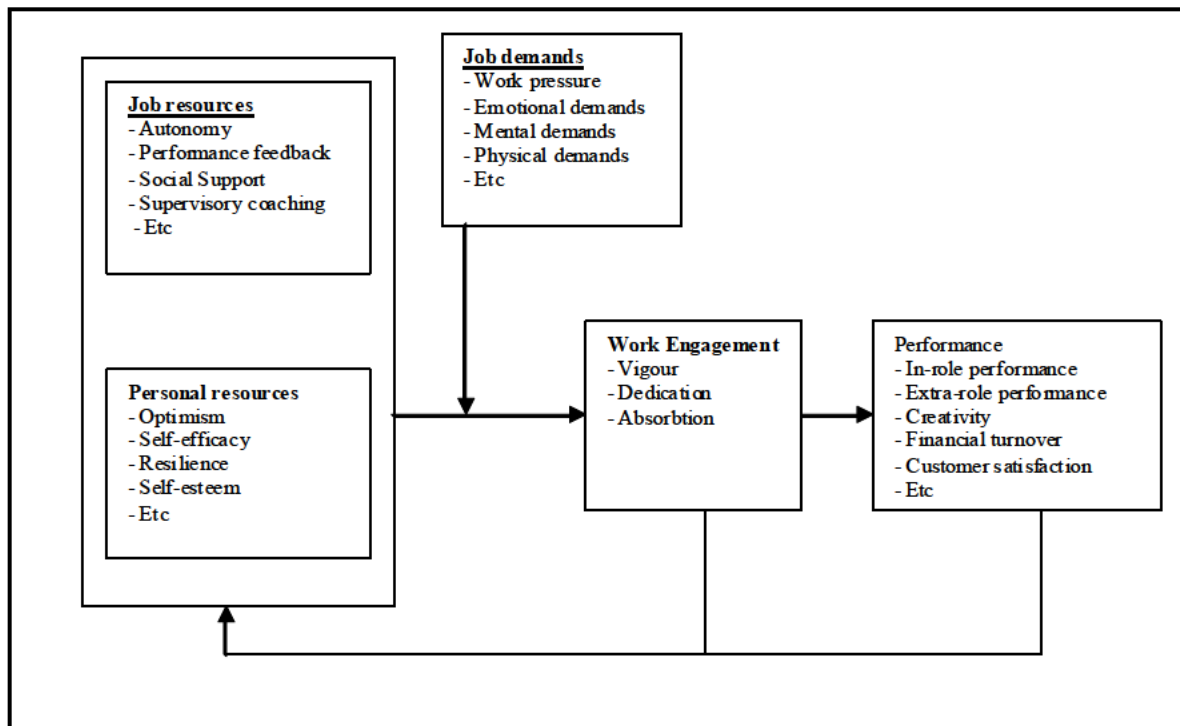 Job resources
- Autonomy
- Performance feedback
- Social Support
- Supervisory coaching
- Etc
Personal resources
- Optimism
- Self-efficacy
- Resilience
- Self-esteem
- Etc
Job demands
- Work pressure
- Emotional demands
- Mental demands
- Physical demands
- Etc
Work Engagement
- Vigour
- Dedication
- Absorbtion
Performance
- In-role performance
- Extra-role performance
- Creativity
- Financial turnover
- Customer satisfaction
- Etc